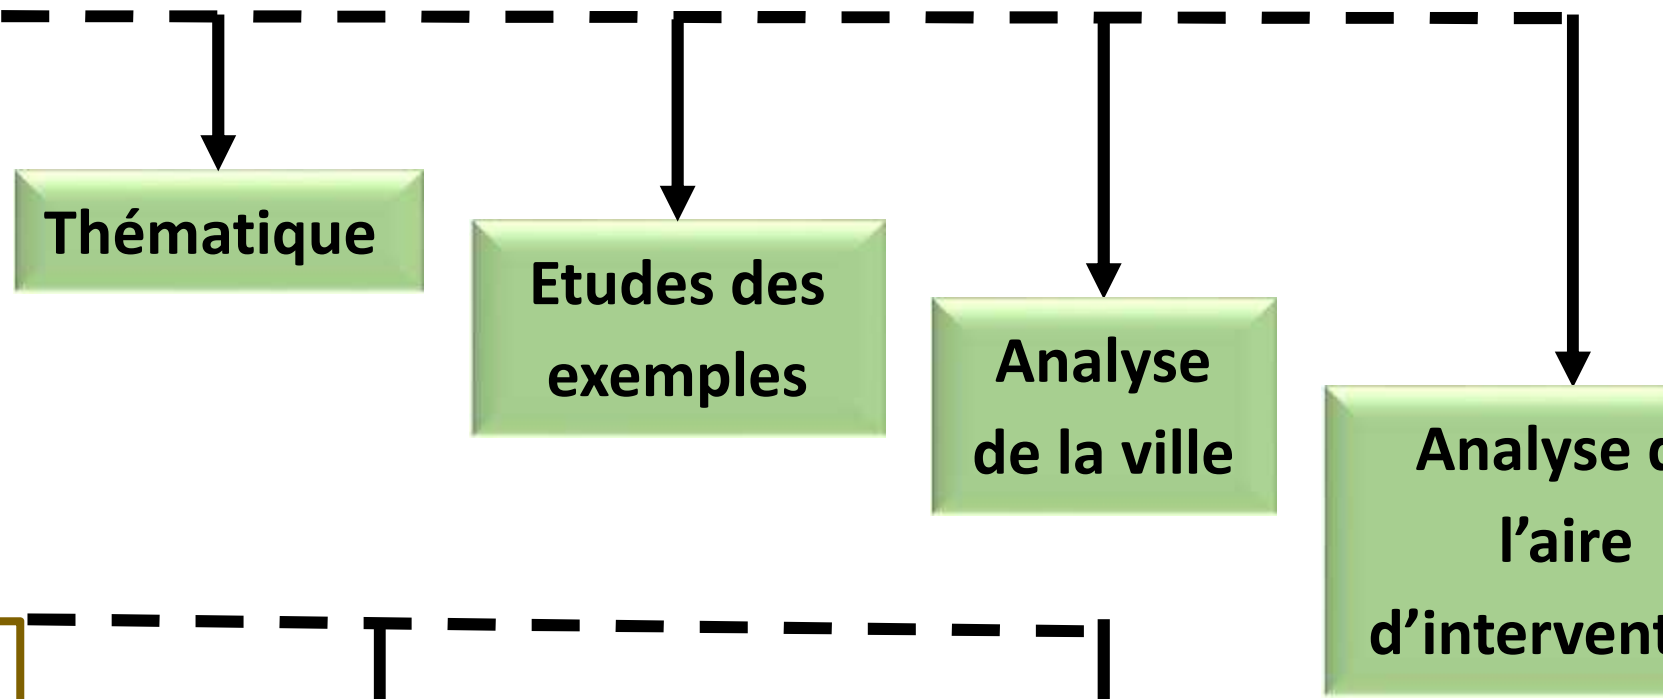 Thématique
Etudes des
exemples
Analyse
de la ville
Analyse
l’aire